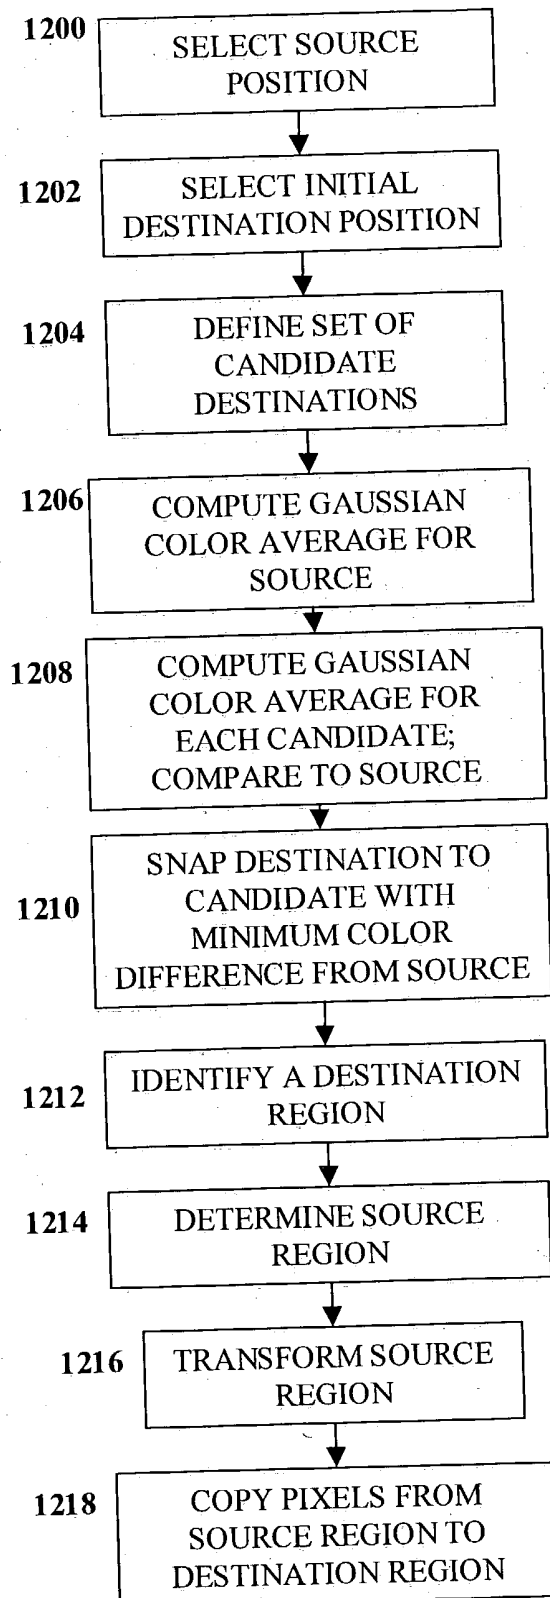 1200
SELECT SOURCE
POSITION
1202
SELECT INITIAL
DESTINATION POSITION
1204
DEFINE SET OF
CANDIDATE
DESTINATIONS
1206
COMPUTE GAUSSIAN
COLOR AVERAGE FOR
SOURCE
1208
COMPUTE GAUSSIAN
COLOR AVERAGE FOR
EACH CANDIDATE;
COMPARE TO SOURCE
1210
SNAP DESTINATION TO
CANDIDATE WITH
MINIMUM COLOR
DIFFERENCE FROM SOURCE
1212
IDENTIFY A DESTINATION
REGION
1214
DETERMINE SOURCE
REGION
1216
TRANSFORM SOURCE
REGION
1218
COPY PIXELS FROM
SOURCE REGION TO
DESTINATION REGION